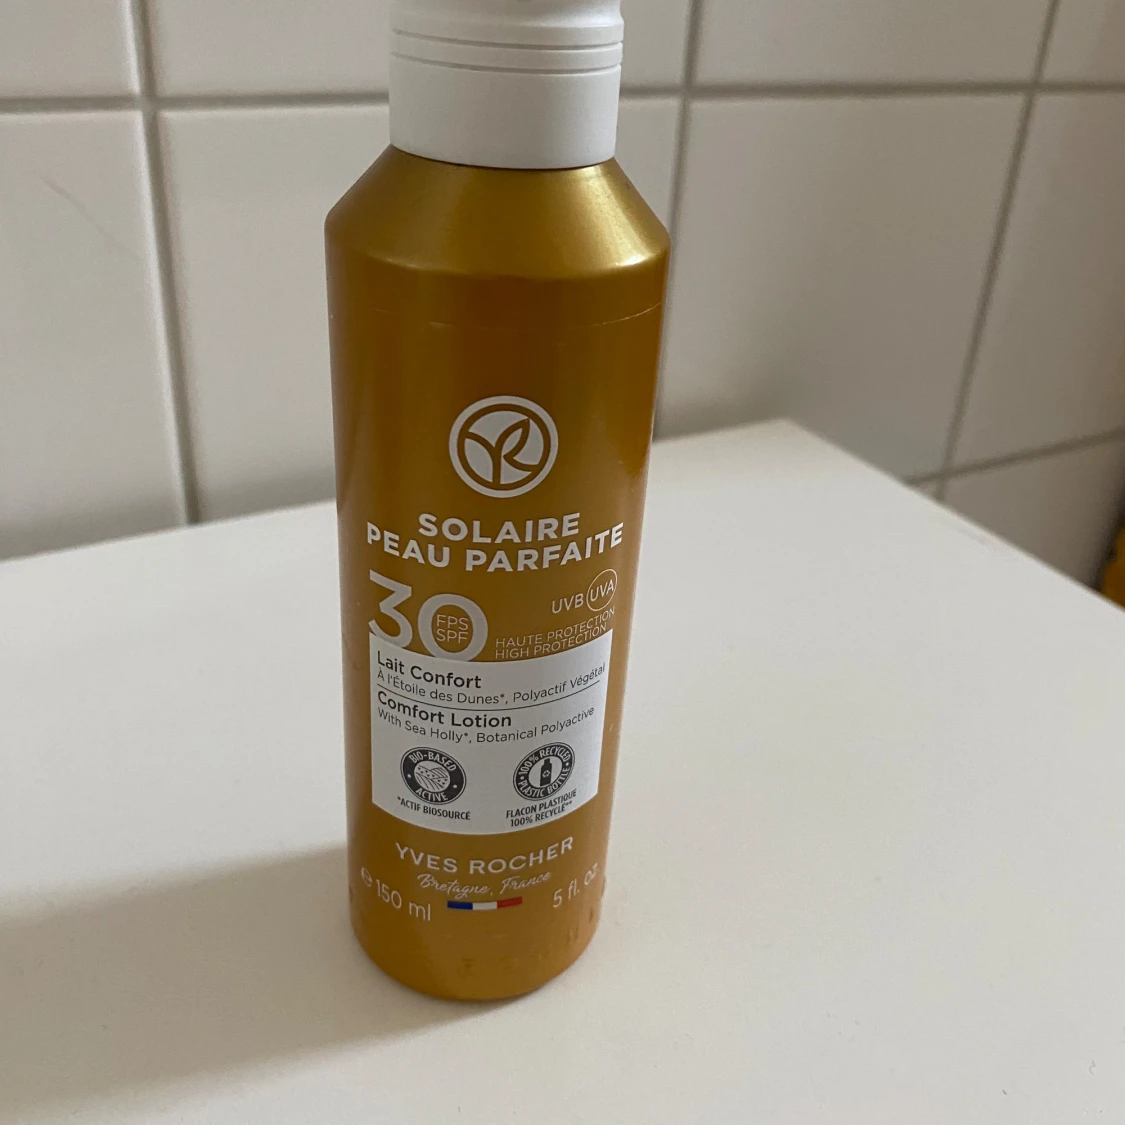 YR
SOLAIRE
PEAU PARFAITE
30 FPS
SPF
UVB UVA
HAUTE PROTECTION
HIGH PROTECTION
Lait Confort
À l'Étoile des Dunes*, Polyactif Végétal
Comfort Lotion
With Sea Holly*, Botanical Polyactive
BIO-BASED
ACTIVE
*ACTIF BIOSOURCÉ
100% RECYCLED
PLASTIC BOTTLE
FLACON PLASTIQUE
100% RECYCLÉ**
YVES ROCHER
Bretagne, France
e 150 ml
5 fl. oz